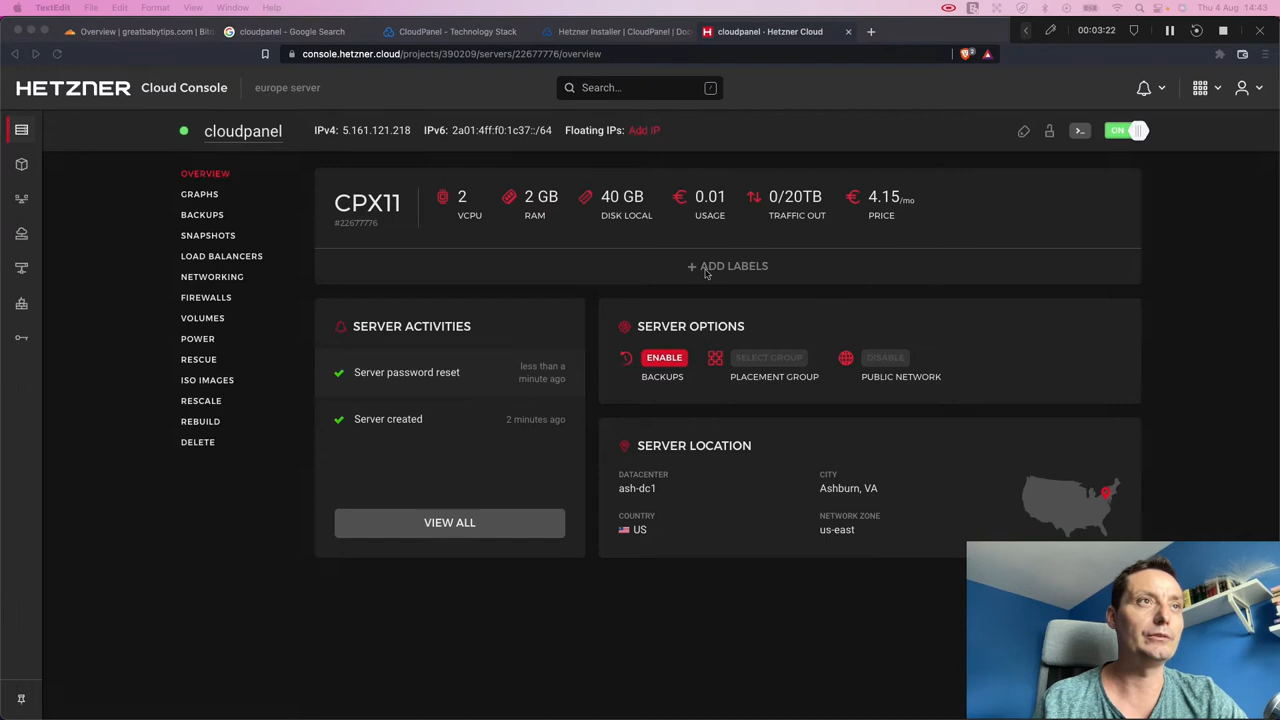 TextEdit File Edit Format View Window Help Thu 4 Aug 14:43
Overview | greatbabytips.com | Bit cloudpanel - Google Search CloudPanel - Technology Stack Hetzner Installer | CloudPanel | Doc cloudpanel · Hetzner Cloud 00:03:22
console.hetzner.cloud/projects/390209/servers/22677776/overview
HETZNER Cloud Console europe server Search... /
cloudpanel IPv4: 5.161.121.218 IPv6: 2a01:4ff:f0:1c37::/64 Floating IPs: Add IP ON
OVERVIEW
GRAPHS
BACKUPS
SNAPSHOTS
LOAD BALANCERS
NETWORKING
FIREWALLS
VOLUMES
POWER
RESCUE
ISO IMAGES
RESCALE
REBUILD
DELETE
CPX11
#22677776
2
VCPU
2 GB
RAM
40 GB
DISK LOCAL
€ 0.01
USAGE
0/20TB
TRAFFIC OUT
€ 4.15/mo
PRICE
+ ADD LABELS
SERVER ACTIVITIES
Server password reset less than a
minute ago
Server created 2 minutes ago
VIEW ALL
SERVER OPTIONS
ENABLE
BACKUPS
SELECT GROUP
PLACEMENT GROUP
DISABLE
PUBLIC NETWORK
SERVER LOCATION
DATACENTER
ash-dc1
CITY
Ashburn, VA
COUNTRY
US
NETWORK ZONE
us-east